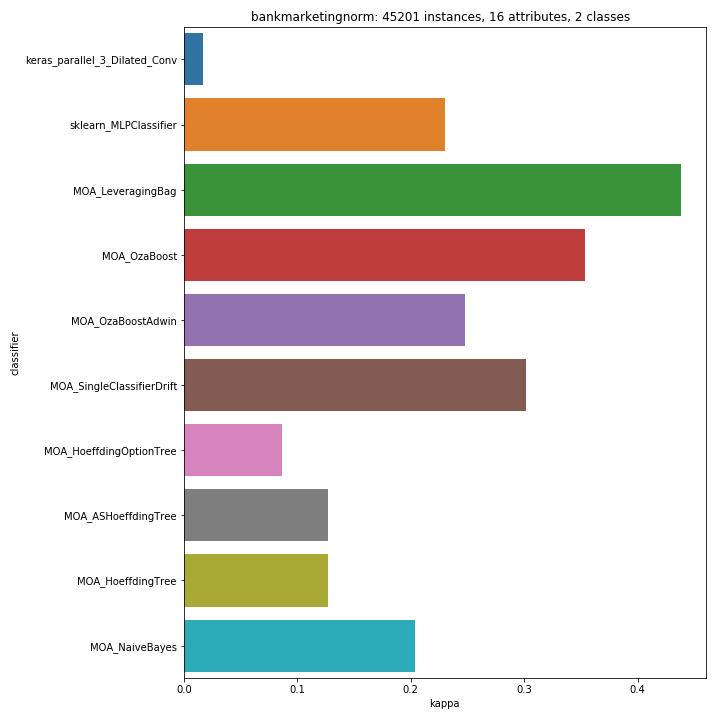 bankmarketingnorm: 45201 instances, 16 attributes, 2 classes
keras_parallel_3_Dilated_Conv
sklearn_MLPClassifier
MOA_LeveragingBag
MOA_OzaBoost
MOA_OzaBoostAdwin
MOA_SingleClassifierDrift
MOA_HoeffdingOptionTree
MOA_ASHoeffdingTree
MOA_HoeffdingTree
MOA_NaiveBayes
classifier
0.0 0.1 0.2 0.3 0.4
kappa